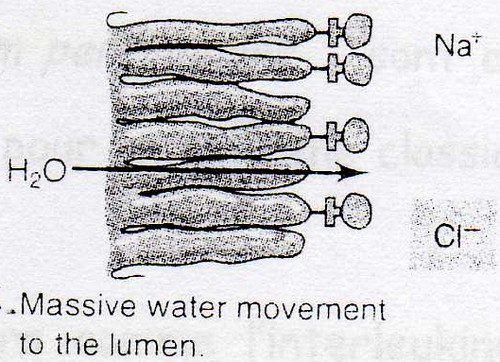 Na⁺
H₂O
Cl⁻
Massive water movement
to the lumen.